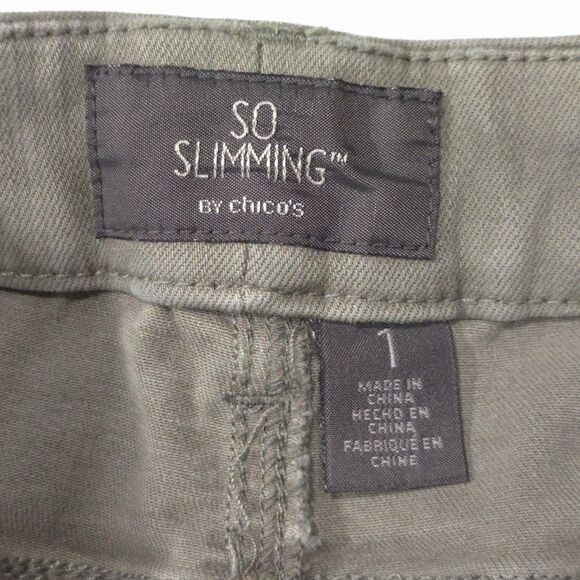 SO
SLIMMING™
BY chico's
1
MADE IN
CHINA
HECHO EN
CHINA
FABRIQUÉ EN
CHINE